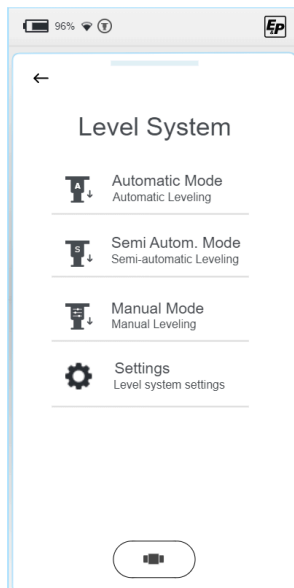 96%
EP
Level System
A
Automatic Mode
Automatic Leveling
S
Semi Autom. Mode
Semi-automatic Leveling
Manual Mode
Manual Leveling
Settings
Level system settings